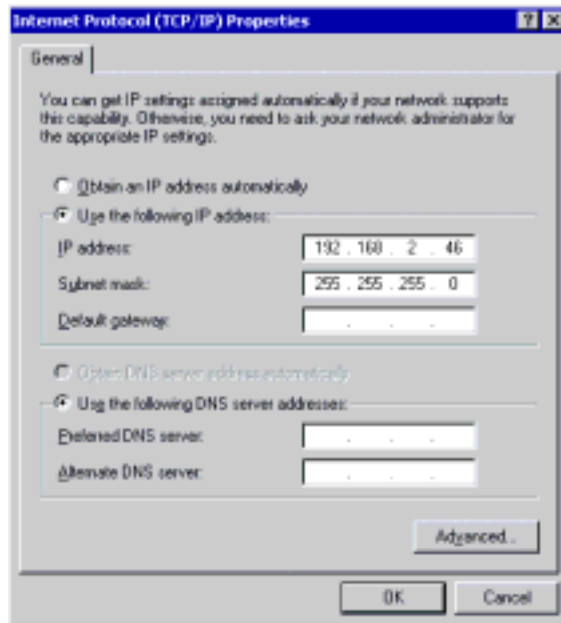 Internet Protocol (TCP/IP) Properties
General
You can get IP settings assigned automatically if your network supports
this capability. Otherwise, you need to ask your network administrator for
the appropriate IP settings.
Obtain an IP address automatically
Use the following IP address:
IP address: 192 . 168 . 2 . 46
Subnet mask: 255 . 255 . 255 . 0
Default gateway: . . .
Obtain DNS server address automatically
Use the following DNS server addresses:
Preferred DNS server: . . .
Alternate DNS server: . . .
Advanced...
OK Cancel